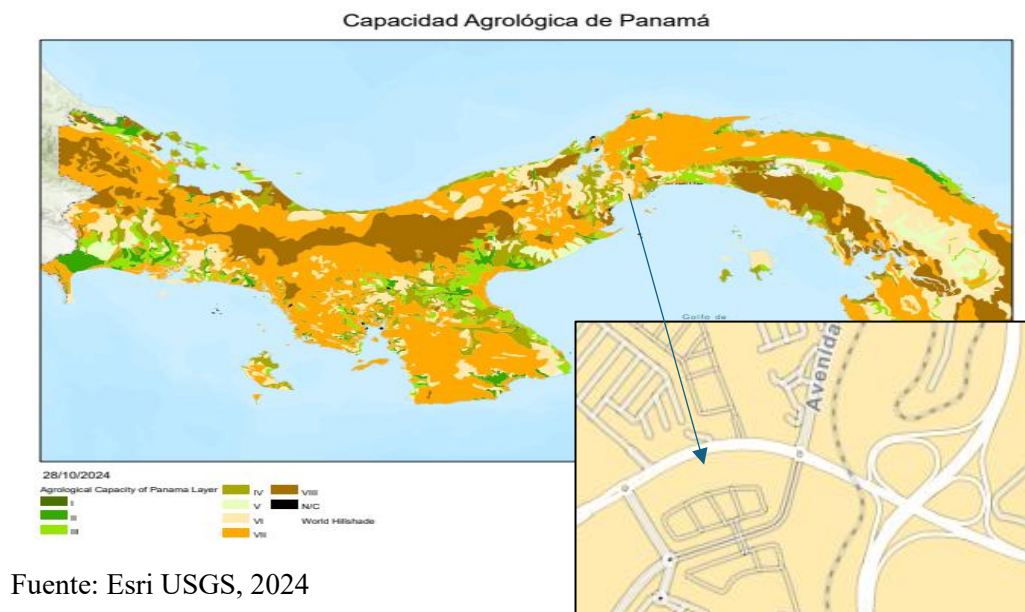 Capacidad Agrológica de Panamá
Golfo de
Avenida
28/10/2024
Agrological Capacity of Panama Layer
I
II
III
IV
V
VI
VII
VIII
N/C
World Hillshade
Fuente: Esri USGS, 2024